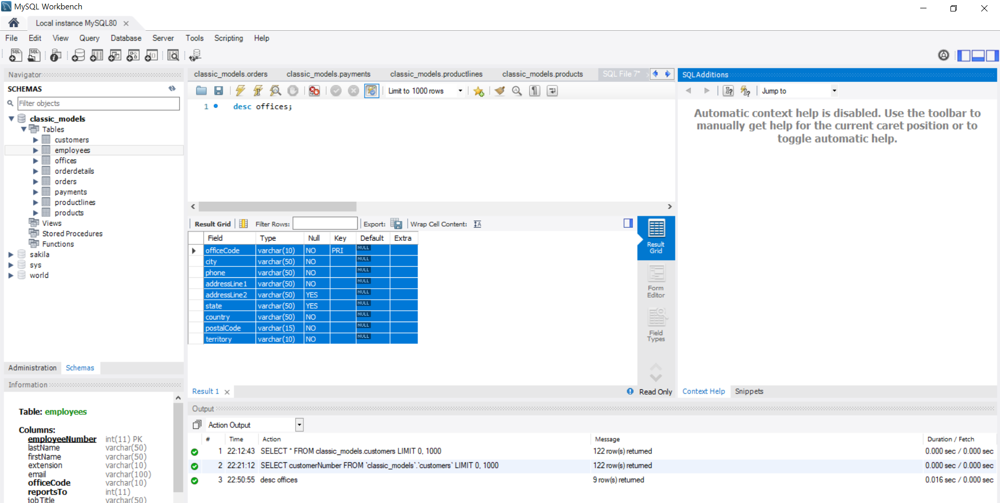 MySQL Workbench
Local instance MySQL80
File Edit View Query Database Server Tools Scripting Help
Navigator
SCHEMAS
Filter objects
classic_models
Tables
customers
employees
offices
orderdetails
orders
payments
productlines
products
Views
Stored Procedures
Functions
sakila
sys
world
Administration Schemas
Information
Table: employees
Columns:
employeeNumber int(11) PK
lastName varchar(50)
firstName varchar(50)
extension varchar(10)
email varchar(100)
officeCode varchar(10)
reportsTo int(11)
jobTitle varchar(50)
classic_models.orders classic_models.payments classic_models.productlines classic_models.products SQL File 7*
Limit to 1000 rows
1 desc offices;
Result Grid Filter Rows: Export: Wrap Cell Content:
Field Type Null Key Default Extra
officeCode varchar(10) NO PRI NULL
city varchar(50) NO NULL
phone varchar(50) NO NULL
addressLine1 varchar(50) NO NULL
addressLine2 varchar(50) YES NULL
state varchar(50) YES NULL
country varchar(50) NO NULL
postalCode varchar(15) NO NULL
territory varchar(10) NO NULL
Result
Grid
Form
Editor
Field
Types
Result 1
Read Only
SQLAdditions
Jump to
Automatic context help is disabled. Use the toolbar to
manually get help for the current caret position or to
toggle automatic help.
Context Help Snippets
Output
Action Output
# Time Action Message Duration / Fetch
1 22:12:43 SELECT * FROM classic_models.customers LIMIT 0, 1000 122 row(s) returned 0.000 sec / 0.000 sec
2 22:21:12 SELECT customerNumber FROM `classic_models`.`customers` LIMIT 0, 1000 122 row(s) returned 0.000 sec / 0.000 sec
3 22:50:55 desc offices 9 row(s) returned 0.016 sec / 0.000 sec